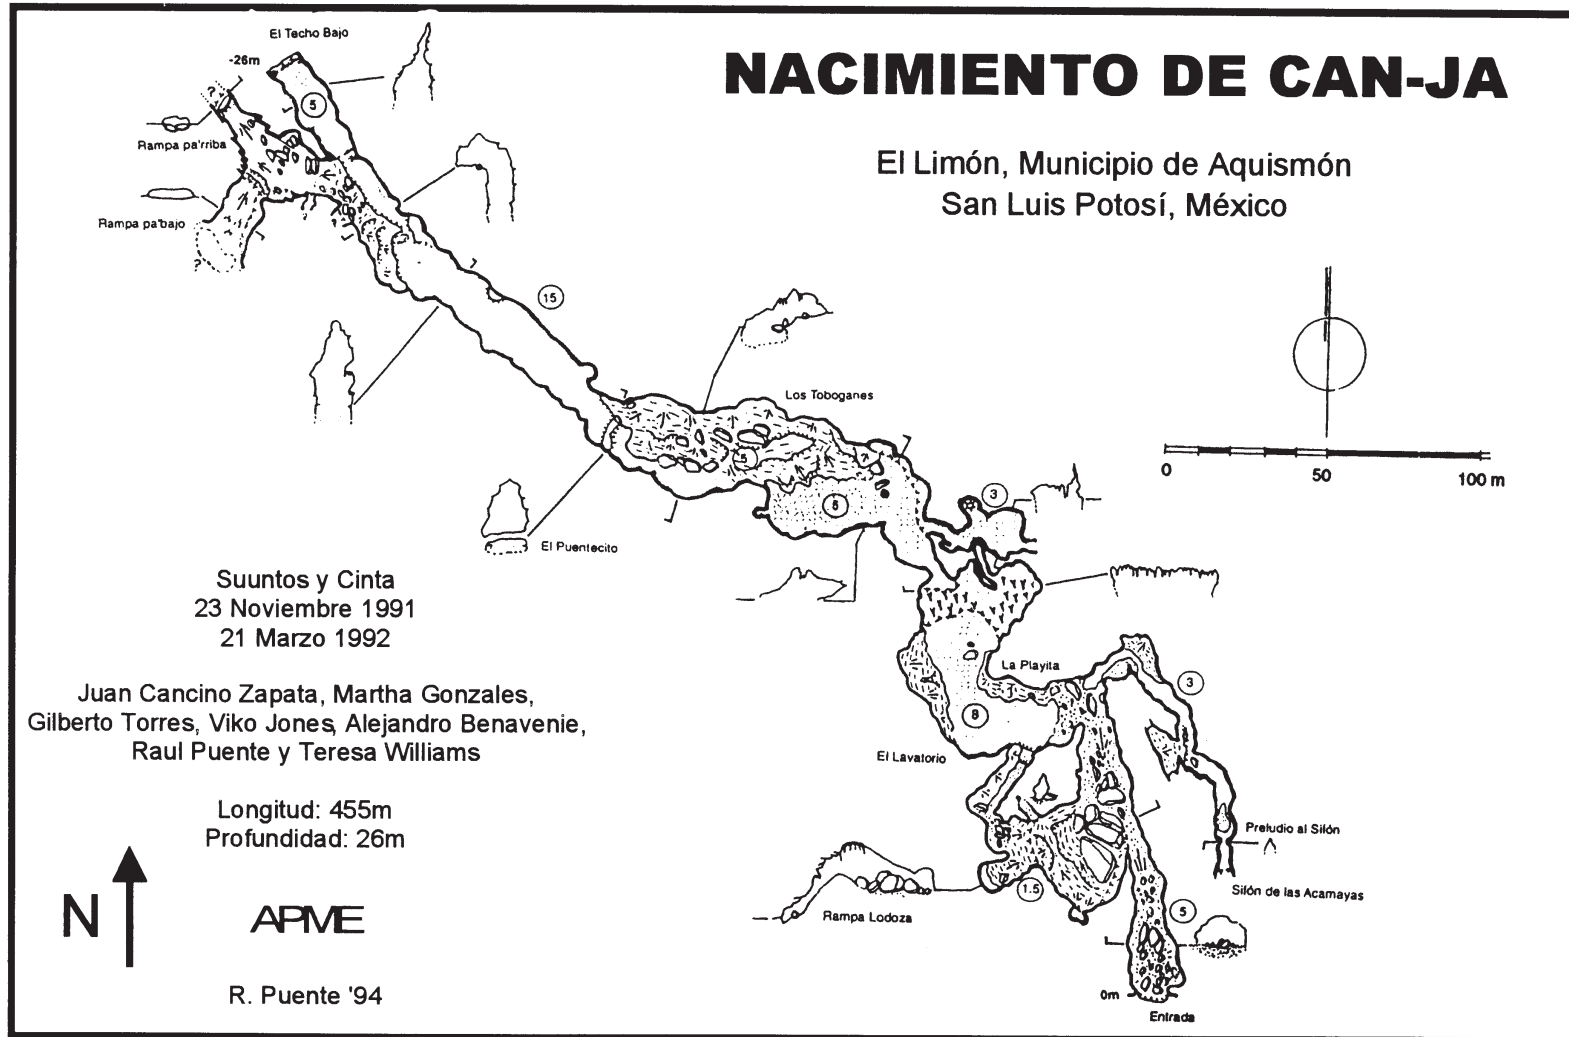 NACIMIENTO DE CAN-JA
El Limón, Municipio de Aquismón
San Luis Potosí, México
El Techo Bajo
-26m
?
5
Rampa pa'rriba
Rampa pa'bajo
?
15
Los Toboganes
5
8
3
0 50 100 m
El Puentecito
La Playita
3
8
El Lavatorio
Preludio al Sifón
Sifón de las Acamayas
1.5
Rampa Lodoza
5
0m
Entrada
Suuntos y Cinta
23 Noviembre 1991
21 Marzo 1992
Juan Cancino Zapata, Martha Gonzales,
Gilberto Torres, Viko Jones, Alejandro Benavenie,
Raul Puente y Teresa Williams
Longitud: 455m
Profundidad: 26m
N
APME
R. Puente '94